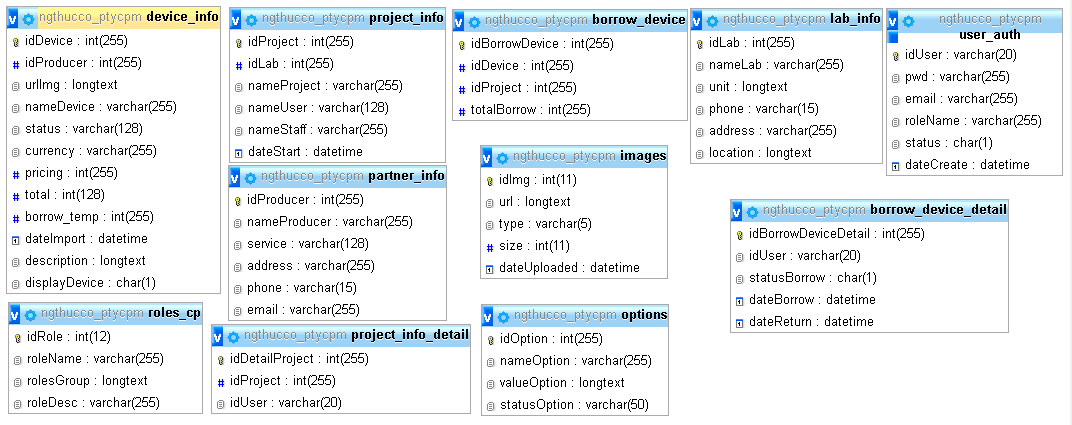 ngthucco_ptycpm device_info
idDevice : int(255)
idProducer : int(255)
urlImg : longtext
nameDevice : varchar(255)
status : varchar(128)
currency : varchar(255)
pricing : int(255)
total : int(128)
borrow_temp : int(255)
dateImport : datetime
description : longtext
displayDevice : char(1)
ngthucco_ptycpm project_info
idProject : int(255)
idLab : int(255)
nameProject : varchar(255)
nameUser : varchar(128)
nameStaff : varchar(255)
dateStart : datetime
ngthucco_ptycpm borrow_device
idBorrowDevice : int(255)
idDevice : int(255)
idProject : int(255)
totalBorrow : int(255)
ngthucco_ptycpm lab_info
idLab : int(255)
nameLab : varchar(255)
unit : longtext
phone : varchar(15)
address : varchar(255)
location : longtext
ngthucco_ptycpm
user_auth
idUser : varchar(20)
pwd : varchar(255)
email : varchar(255)
roleName : varchar(255)
status : char(1)
dateCreate : datetime
ngthucco_ptycpm partner_info
idProducer : int(255)
nameProducer : varchar(255)
service : varchar(128)
address : varchar(255)
phone : varchar(15)
email : varchar(255)
ngthucco_ptycpm images
idImg : int(11)
url : longtext
type : varchar(5)
size : int(11)
dateUploaded : datetime
ngthucco_ptycpm borrow_device_detail
idBorrowDeviceDetail : int(255)
idUser : varchar(20)
statusBorrow : char(1)
dateBorrow : datetime
dateReturn : datetime
ngthucco_ptycpm roles_cp
idRole : int(12)
roleName : varchar(255)
rolesGroup : longtext
roleDesc : varchar(255)
ngthucco_ptycpm project_info_detail
idDetailProject : int(255)
idProject : int(255)
idUser : varchar(20)
ngthucco_ptycpm options
idOption : int(255)
nameOption : varchar(255)
valueOption : longtext
statusOption : varchar(50)